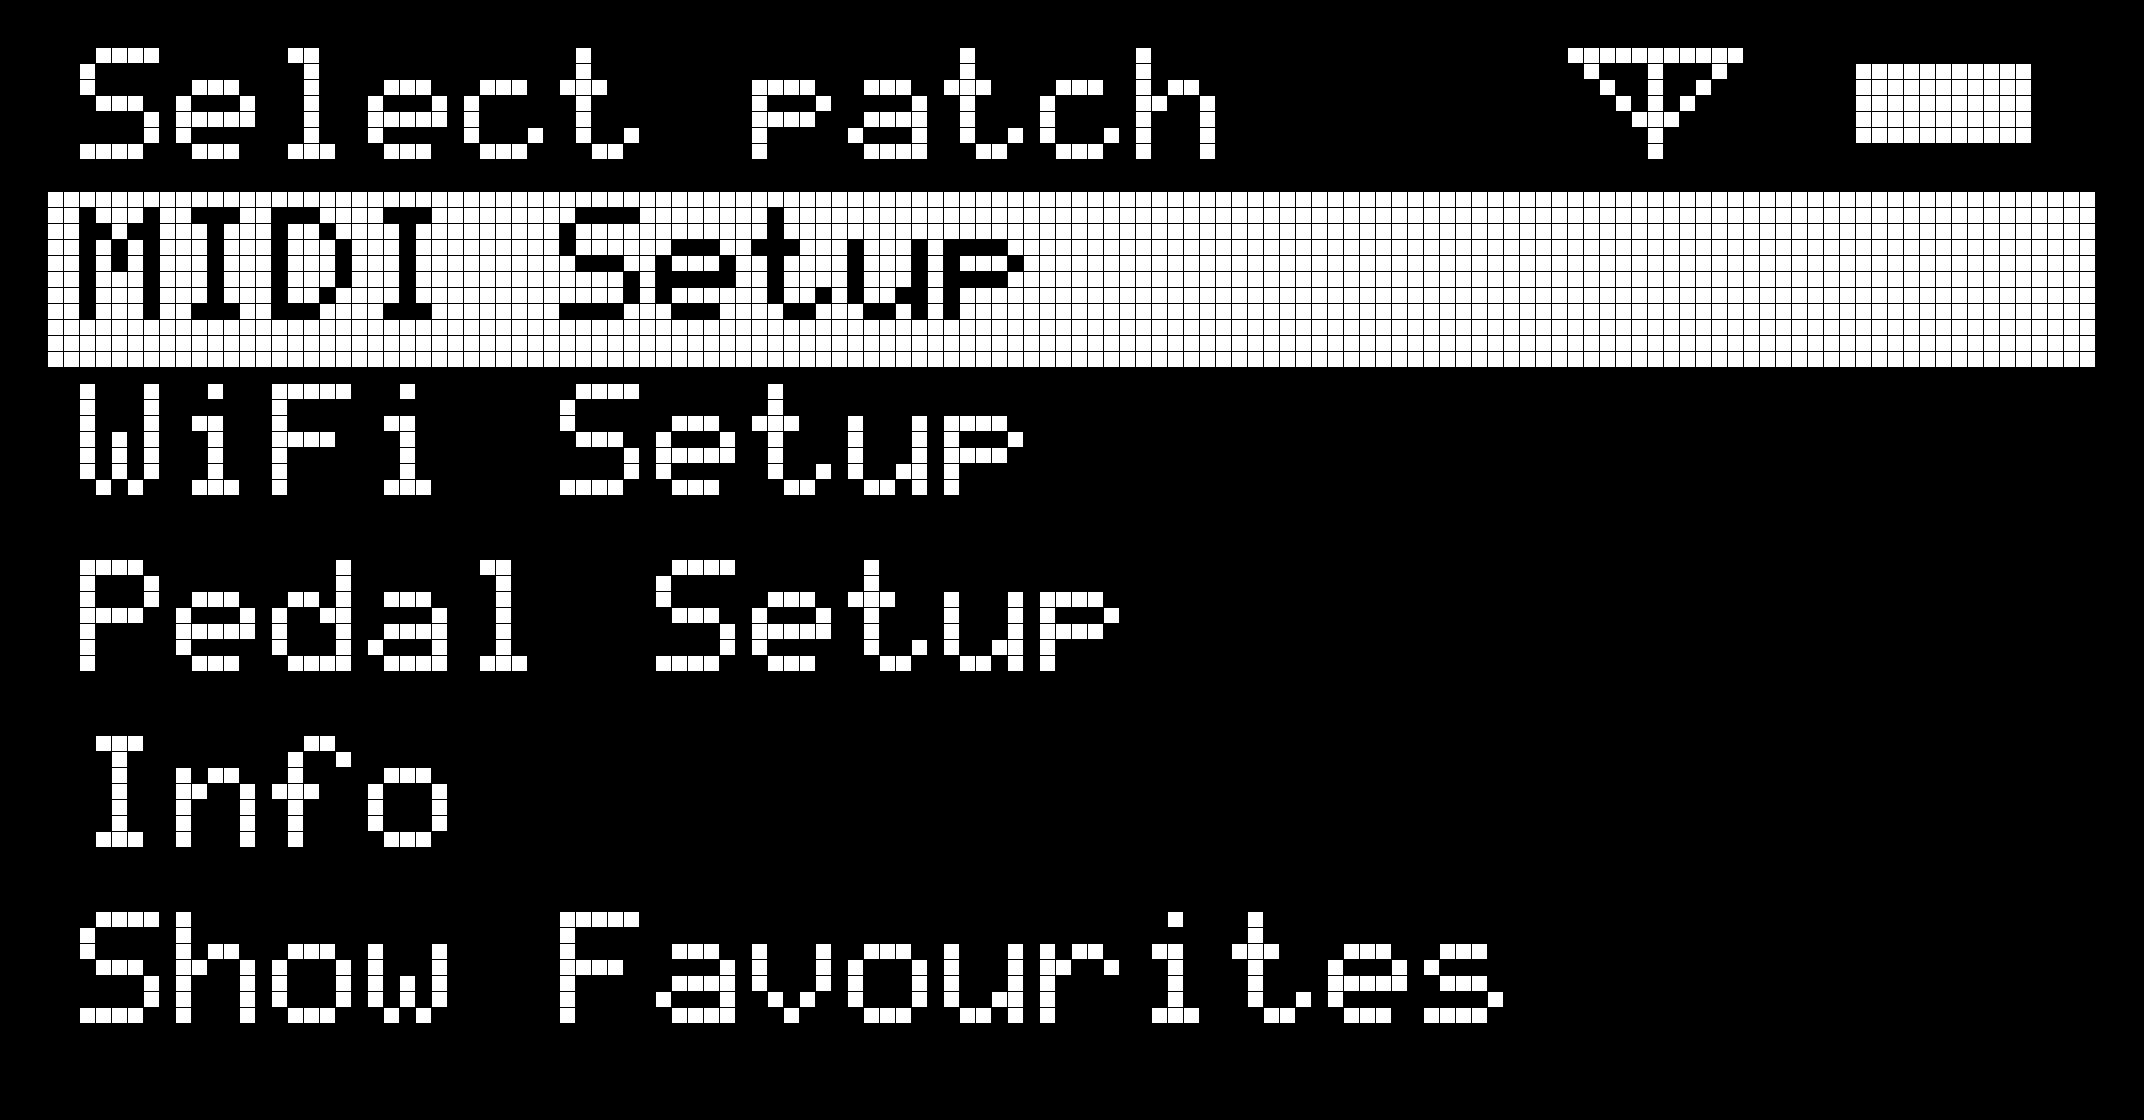 Select patch
MIDI Setup
WiFi Setup
Pedal Setup
Info
Show Favourites